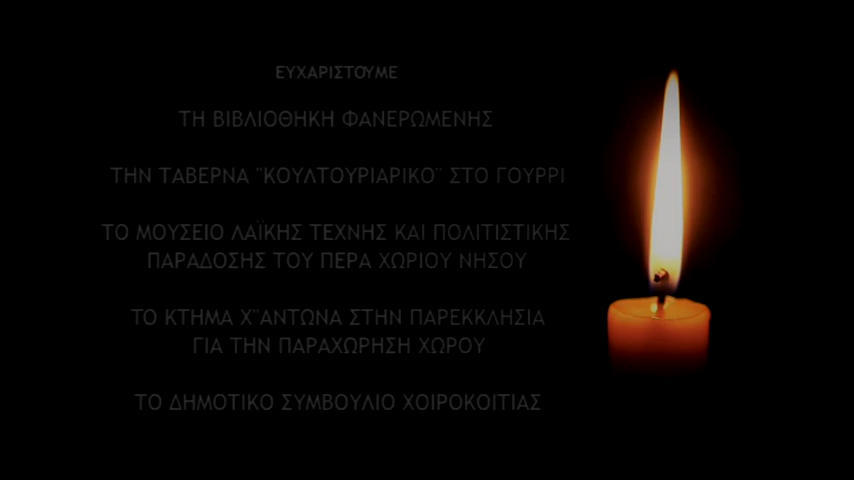 ΕΥΧΑΡΙΣΤΟΥΜΕ
ΤΗ ΒΙΒΛΙΟΘΗΚΗ ΦΑΝΕΡΩΜΕΝΗΣ
ΤΗΝ ΤΑΒΕΡΝΑ ¨ΚΟΥΛΤΟΥΡΙΑΡΙΚΟ¨ ΣΤΟ ΓΟΥΡΡΙ
ΤΟ ΜΟΥΣΕΙΟ ΛΑΪΚΗΣ ΤΕΧΝΗΣ ΚΑΙ ΠΟΛΙΤΙΣΤΙΚΗΣ
ΠΑΡΑΔΟΣΗΣ ΤΟΥ ΠΕΡΑ ΧΩΡΙΟΥ ΝΗΣΟΥ
ΤΟ ΚΤΗΜΑ Χ¨ΑΝΤΩΝΑ ΣΤΗΝ ΠΑΡΕΚΚΛΗΣΙΑ
ΓΙΑ ΤΗΝ ΠΑΡΑΧΩΡΗΣΗ ΧΩΡΟΥ
ΤΟ ΔΗΜΟΤΙΚΟ ΣΥΜΒΟΥΛΙΟ ΧΟΙΡΟΚΟΙΤΙΑΣ